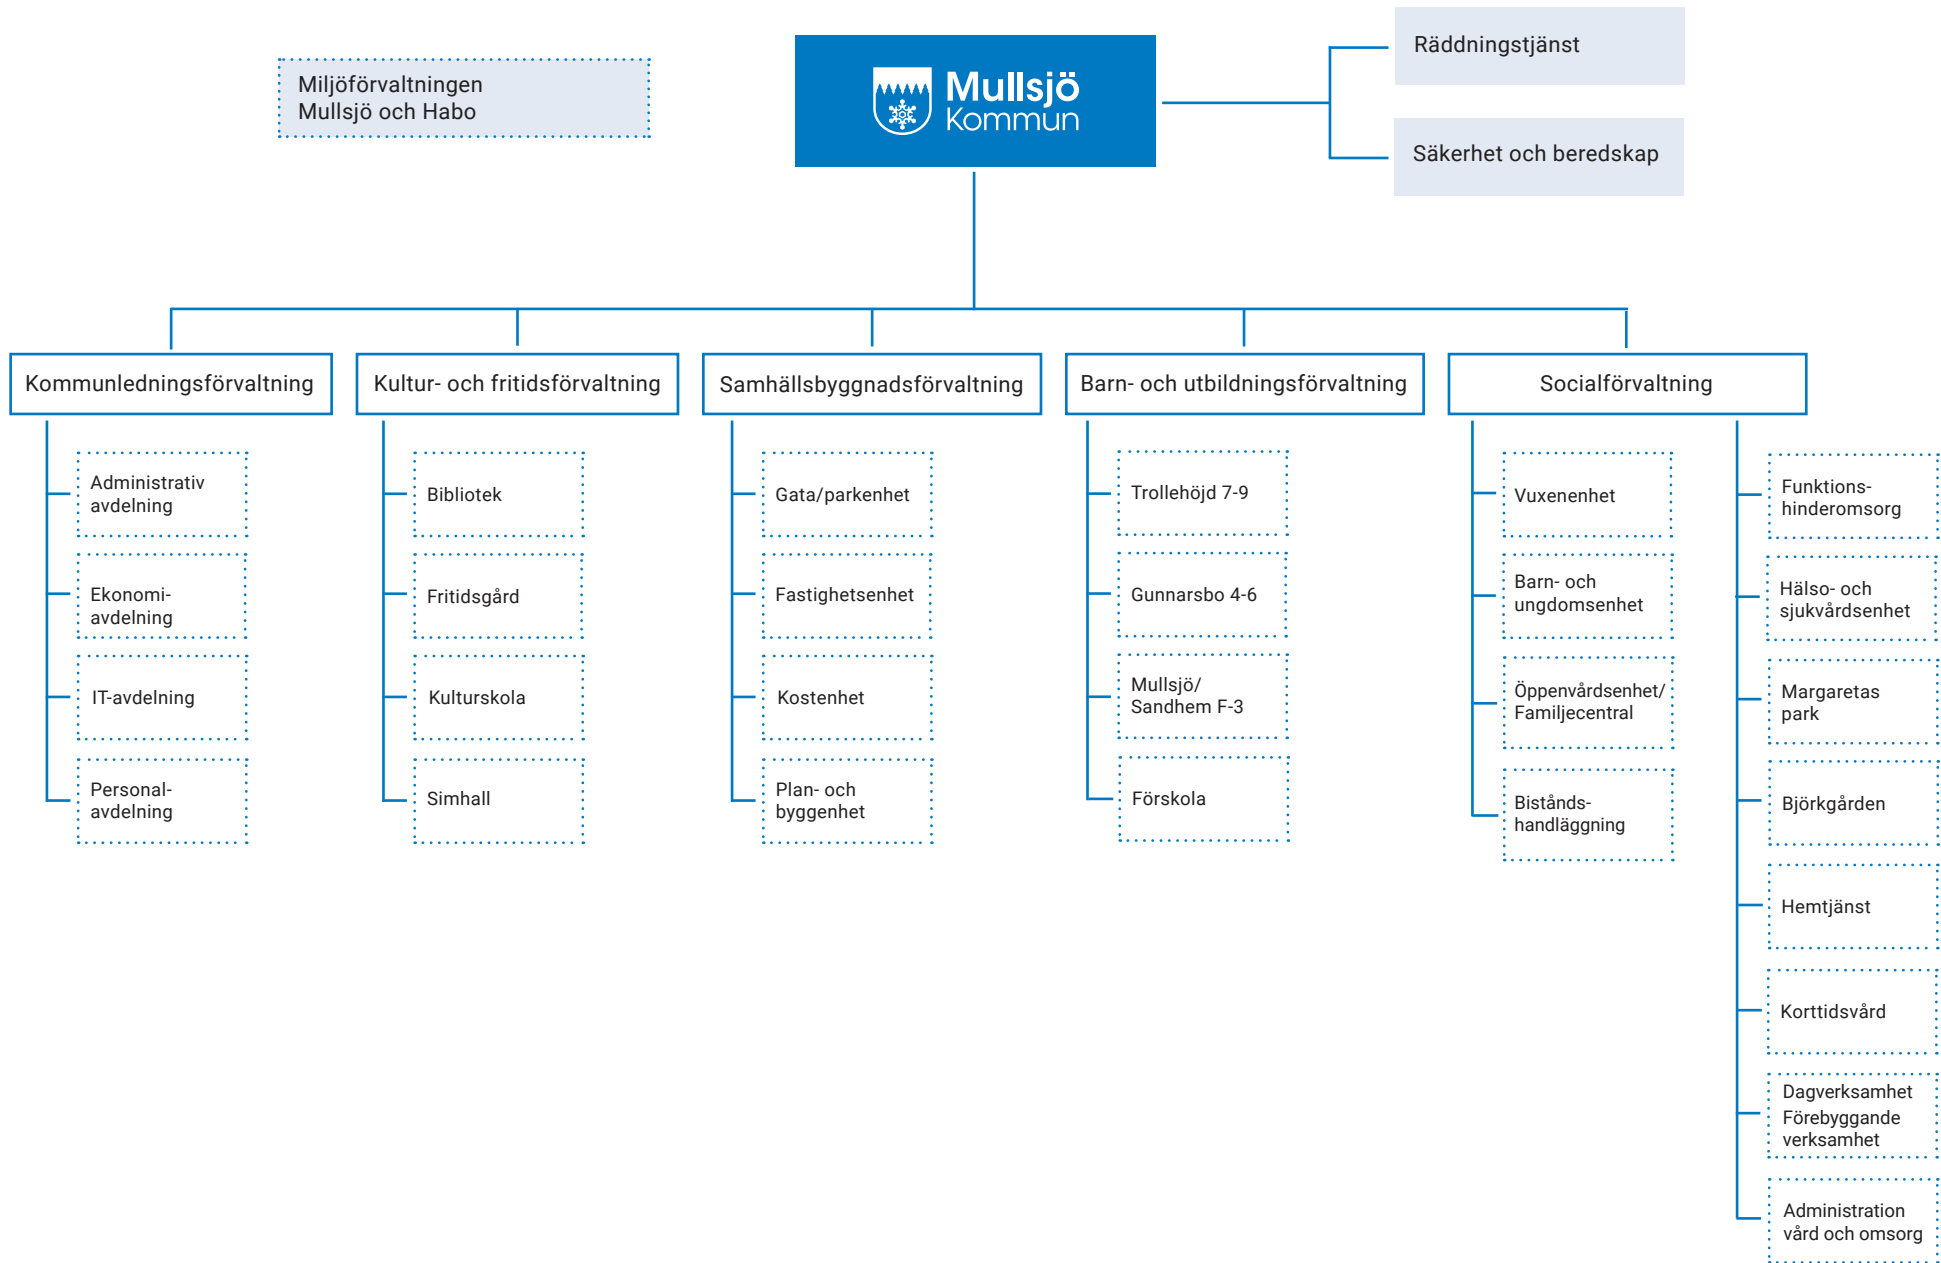 Miljöförvaltningen
Mullsjö och Habo
Mullsjö
Kommun
Räddningstjänst
Säkerhet och beredskap
Kommunledningsförvaltning
Administrativ
avdelning
Ekonomi-
avdelning
IT-avdelning
Personal-
avdelning
Kultur- och fritidsförvaltning
Bibliotek
Fritidsgård
Kulturskola
Simhall
Samhällsbyggnadsförvaltning
Gata/parkenhet
Fastighetsenhet
Kostenhet
Plan- och
byggenhet
Barn- och utbildningsförvaltning
Trollehöjd 7-9
Gunnarsbo 4-6
Mullsjö/
Sandhem F-3
Förskola
Socialförvaltning
Vuxenenhet
Barn- och
ungdomsenhet
Öppenvårdsenhet/
Familjecentral
Bistånds-
handläggning
Funktions-
hinderomsorg
Hälso- och
sjukvårdsenhet
Margaretas
park
Björkgården
Hemtjänst
Korttidsvård
Dagverksamhet
Förebyggande
verksamhet
Administration
vård och omsorg